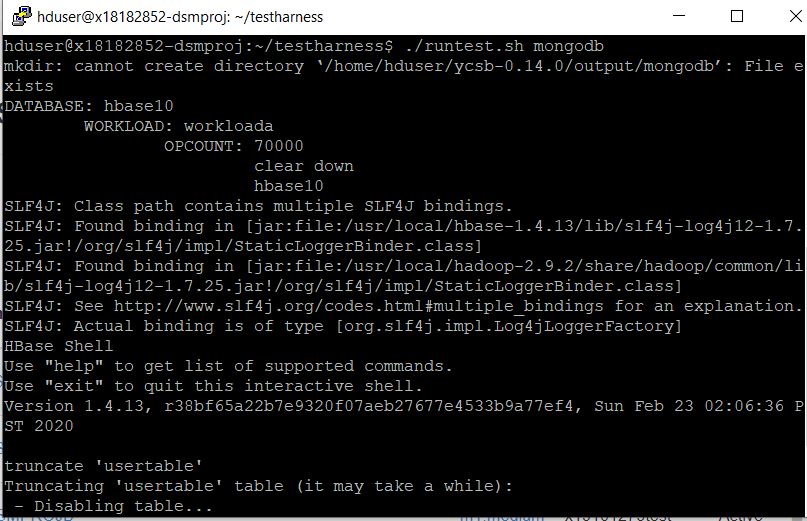 hduser@x18182852-dsmproj: ~/testharness
hduser@x18182852-dsmproj:~/testharness$ ./runtest.sh mongodb
mkdir: cannot create directory ‘/home/hduser/ycsb-0.14.0/output/mongodb’: File e
xists
DATABASE: hbase10
WORKLOAD: workloada
OPCOUNT: 70000
clear down
hbase10
SLF4J: Class path contains multiple SLF4J bindings.
SLF4J: Found binding in [jar:file:/usr/local/hbase-1.4.13/lib/slf4j-log4j12-1.7.
25.jar!/org/slf4j/impl/StaticLoggerBinder.class]
SLF4J: Found binding in [jar:file:/usr/local/hadoop-2.9.2/share/hadoop/common/li
b/slf4j-log4j12-1.7.25.jar!/org/slf4j/impl/StaticLoggerBinder.class]
SLF4J: See http://www.slf4j.org/codes.html#multiple_bindings for an explanation.
SLF4J: Actual binding is of type [org.slf4j.impl.Log4jLoggerFactory]
HBase Shell
Use "help" to get list of supported commands.
Use "exit" to quit this interactive shell.
Version 1.4.13, r38bf65a22b7e9320f07aeb27677e4533b9a77ef4, Sun Feb 23 02:06:36 P
ST 2020
truncate 'usertable'
Truncating 'usertable' table (it may take a while):
- Disabling table...